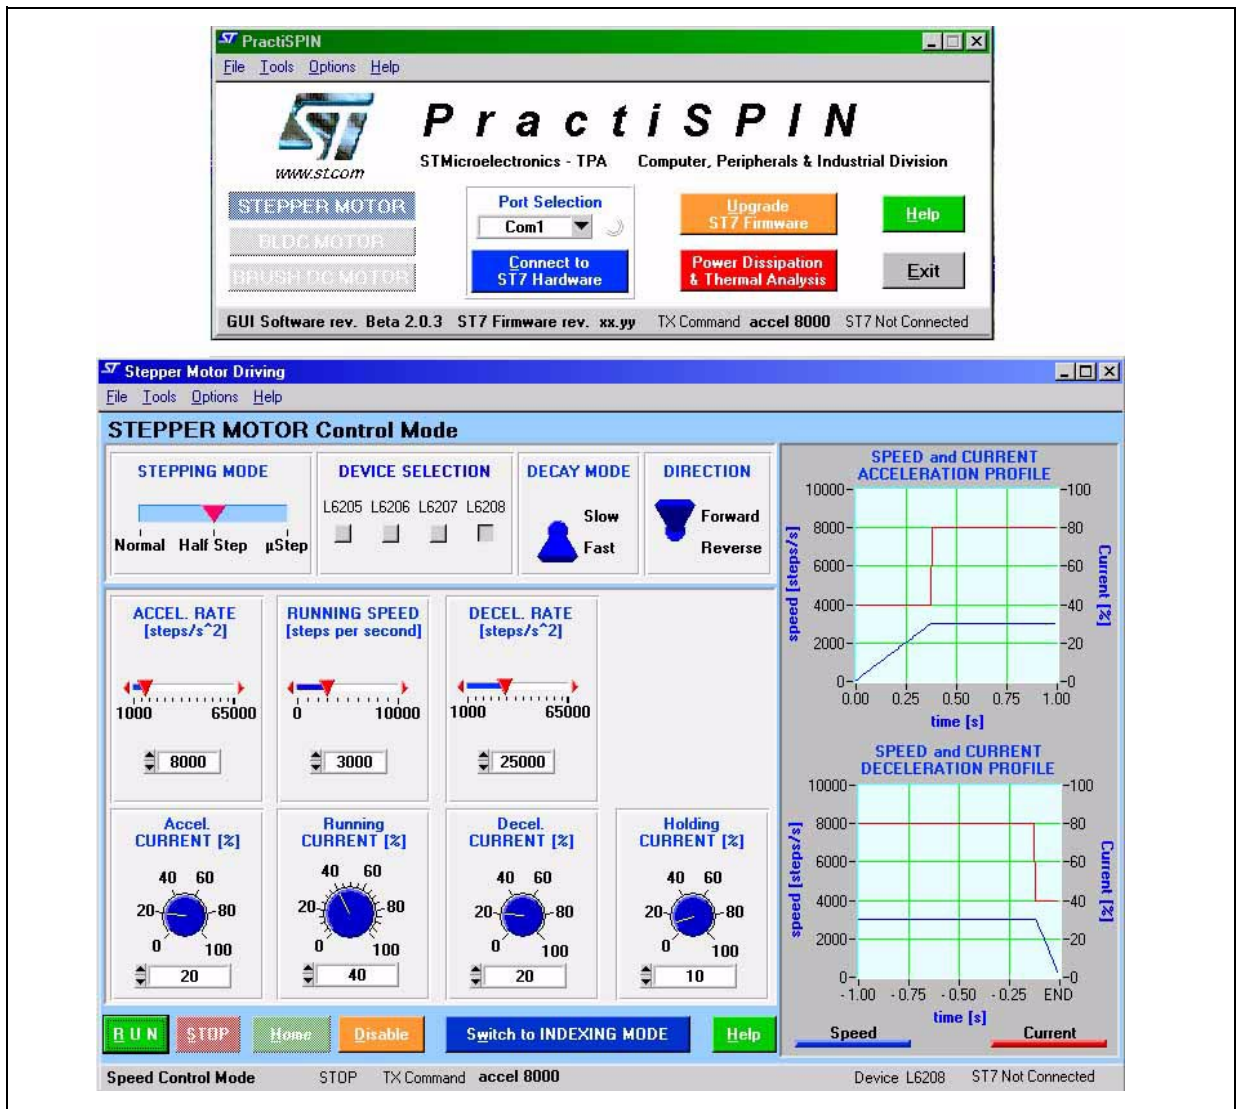 ST PractiSPIN
File Tools Options Help
ST
www.st.com
PractiSPIN
STMicroelectronics - TPA Computer, Peripherals & Industrial Division
STEPPER MOTOR
BLDC MOTOR
BRUSH DC MOTOR
Port Selection
Com1
Connect to
ST7 Hardware
Upgrade
ST7 Firmware
Power Dissipation
& Thermal Analysis
Help
Exit
GUI Software rev. Beta 2.0.3 ST7 Firmware rev. xx.yy TX Command accel 8000 ST7 Not Connected
ST Stepper Motor Driving
File Tools Options Help
STEPPER MOTOR Control Mode
STEPPING MODE
Normal Half Step µStep
DEVICE SELECTION
L6205 L6206 L6207 L6208
DECAY MODE
Slow
Fast
DIRECTION
Forward
Reverse
ACCEL. RATE
[steps/s^2]
1000 65000
8000
RUNNING SPEED
[steps per second]
0 10000
3000
DECEL. RATE
[steps/s^2]
1000 65000
25000
Accel.
CURRENT [%]
40 60
20 80
0 100
20
Running
CURRENT [%]
40 60
20 80
0 100
40
Decel.
CURRENT [%]
40 60
20 80
0 100
20
Holding
CURRENT [%]
40 60
20 80
0 100
10
SPEED and CURRENT
ACCELERATION PROFILE
speed [steps/s]
10000
8000
6000
4000
2000
0
100
80
60
40
20
0
Current [%]
0.00 0.25 0.50 0.75 1.00
time [s]
SPEED and CURRENT
DECELERATION PROFILE
speed [steps/s]
10000
8000
6000
4000
2000
0
100
80
60
40
20
0
Current [%]
-1.00 -0.75 -0.50 -0.25 END
time [s]
Speed Current
RUN STOP Home Disable Switch to INDEXING MODE Help
Speed Control Mode STOP TX Command accel 8000 Device L6208 ST7 Not Connected